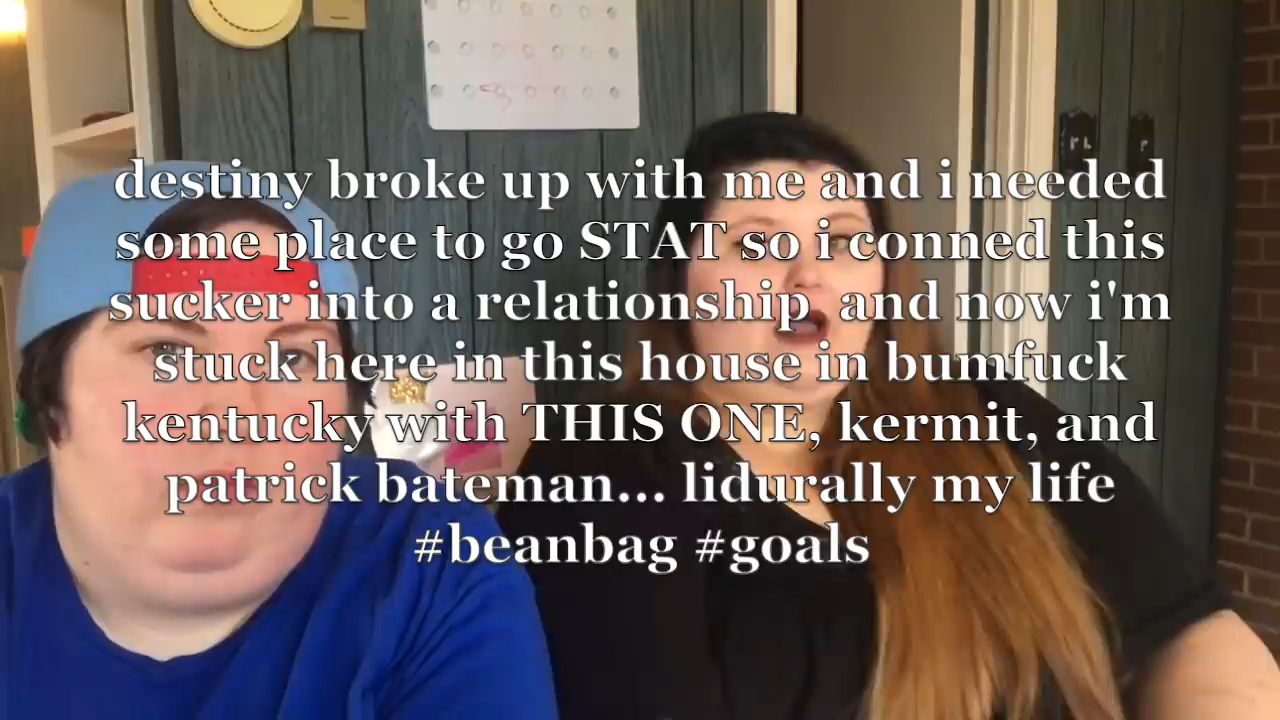 destiny broke up with me and i needed
some place to go STAT so i conned this
sucker into a relationship, and now i'm
stuck here in this house in bumfuck
kentucky with THIS ONE, kermit, and
patrick bateman... lidurally my life
#beanbag #goals